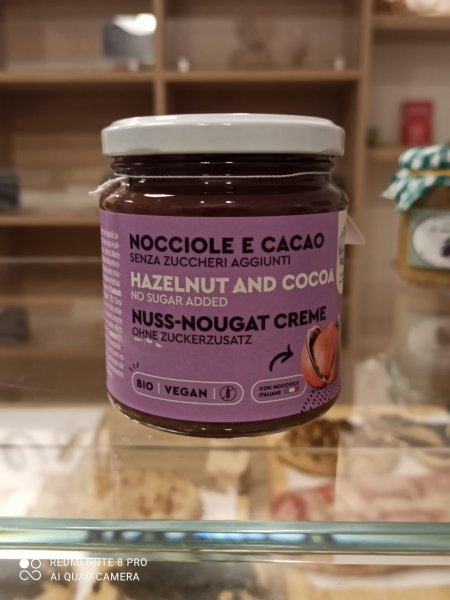 NOCCIOLE E CACAO
SENZA ZUCCHERI AGGIUNTI
HAZELNUT AND COCOA
NO SUGAR ADDED
NUSS-NOUGAT CREME
OHNE ZUCKERZUSATZ
BIO | VEGAN
CON NOCCIOLE
ITALIANE
REDMI NOTE 8 PRO
AI QUAD CAMERA